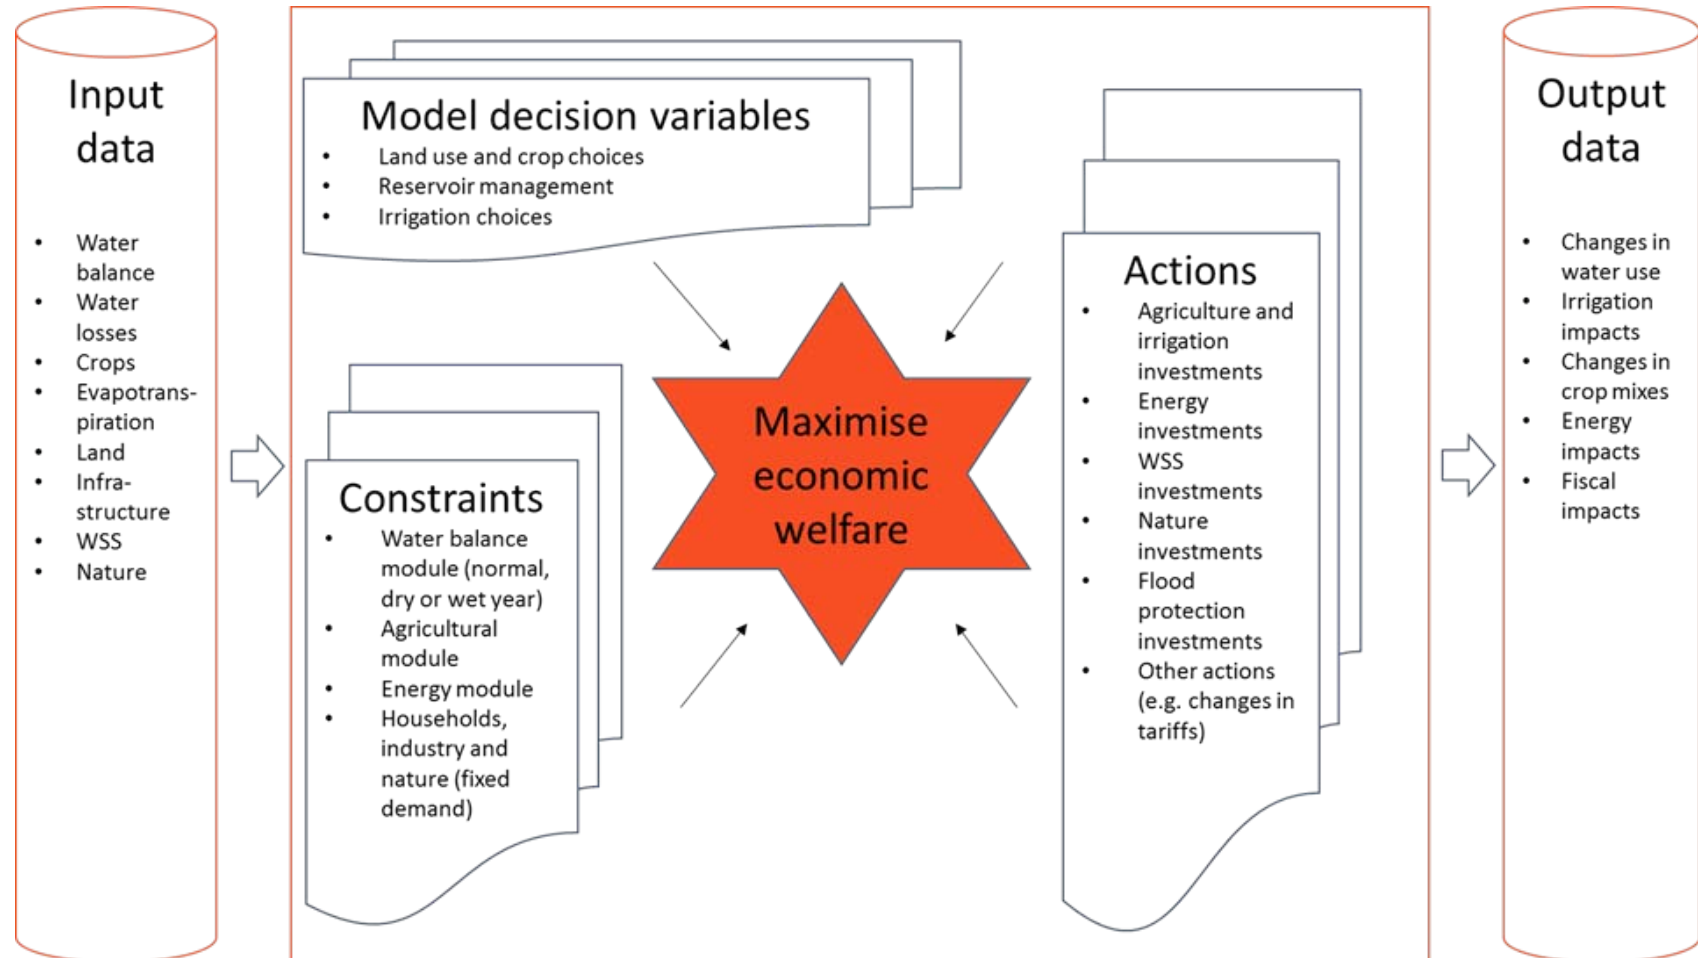 Input
data
• Water
balance
• Water
losses
• Crops
• Evapotrans-
piration
• Land
• Infra-
structure
• WSS
• Nature
Model decision variables
• Land use and crop choices
• Reservoir management
• Irrigation choices
Constraints
• Water balance
module (normal,
dry or wet year)
• Agricultural
module
• Energy module
• Households,
industry and
nature (fixed
demand)
Maximise
economic
welfare
Actions
• Agriculture and
irrigation
investments
• Energy
investments
• WSS
investments
• Nature
investments
• Flood
protection
investments
• Other actions
(e.g. changes in
tariffs)
Output
data
• Changes in
water use
• Irrigation
impacts
• Changes in
crop mixes
• Energy
impacts
• Fiscal
impacts